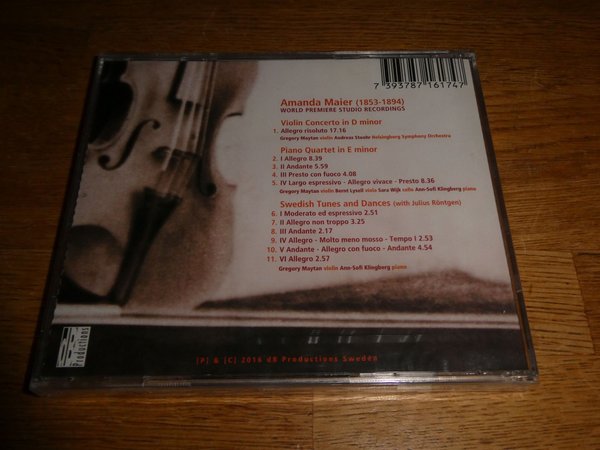 7 393787 161747
Amanda Maier (1853-1894)
WORLD PREMIERE STUDIO RECORDINGS
Violin Concerto in D minor
1. Allegro risoluto 17.16
Gregory Maytan violin Andreas Stoehr Helsingborg Symphony Orchestra
Piano Quartet in E minor
2. I Allegro 8.39
3. II Andante 5.59
4. III Presto con fuoco 4.08
5. IV Largo espressivo - Allegro vivace - Presto 8.36
Gregory Maytan violin Bernt Lysell viola Sara Wijk cello Ann-Sofi Klingberg piano
Swedish Tunes and Dances (with Julius Röntgen)
6. I Moderato ed espressivo 2.51
7. II Allegro non troppo 3.25
8. III Andante 2.17
9. IV Allegro - Molto meno mosso - Tempo I 2.53
10. V Andante - Allegro con fuoco - Andante 4.54
11. VI Allegro 2.57
Gregory Maytan violin Ann-Sofi Klingberg piano
Productions
[P] & [C] 2016 dB Productions Sweden